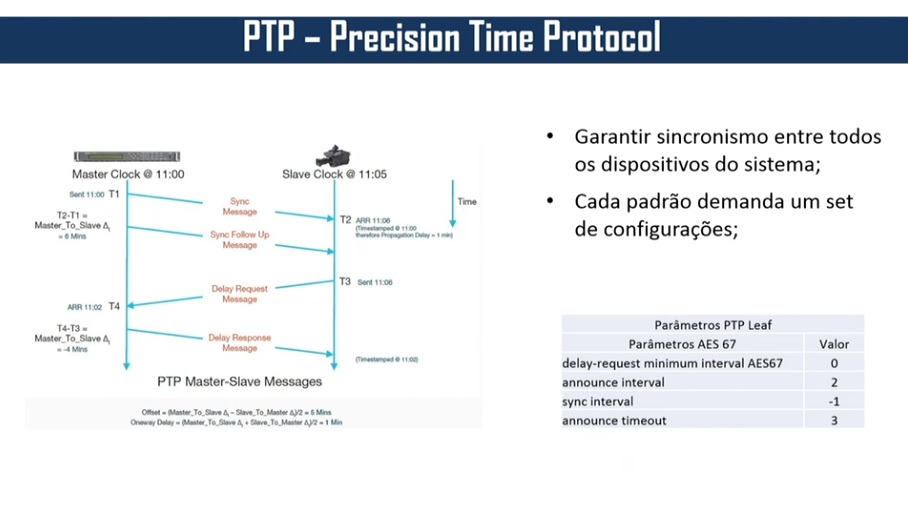 PTP – Precision Time Protocol
Master Clock @ 11:00
Slave Clock @ 11:05
Sent 11:00 T1
Sync
Message
Time
T2-T1 =
Master_To_Slave Δ,
= 6 Mins
T2 ARR 11:06
(Timestamped @ 11:00
therefore Propagation Delay = 1 min)
Sync Follow Up
Message
T3 Sent 11:06
Delay Request
Message
ARR 11:02 T4
T4-T3 =
Master_To_Slave Δ,
= -4 Mins
Delay Response
Message
(Timestamped @ 11:02)
PTP Master-Slave Messages
Offset = (Master_To_Slave Δ, – Slave_To_Master Δ,)/2 = 5 Mins
Oneway Delay = (Master_To_Slave Δ, + Slave_To_Master Δ,)/2 = 1 Min
• Garantir sincronismo entre todos
os dispositivos do sistema;
• Cada padrão demanda um set
de configurações;
Parâmetros PTP Leaf
Parâmetros AES 67 Valor
delay-request minimum interval AES67 0
announce interval 2
sync interval -1
announce timeout 3